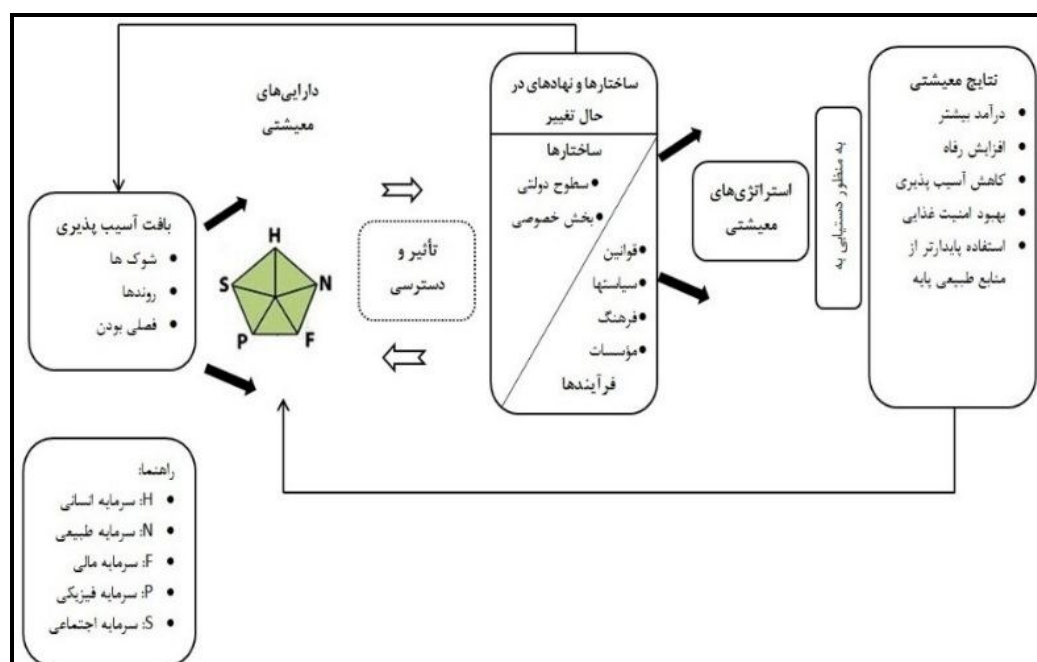 دارایی‌های
معیشتی
بافت آسیب پذیری
شوک ها
روندها
فصلی بودن
H
N
F
P
S
تأثیر و
دسترسی
ساختارها و نهادهای در
حال تغییر
ساختارها
سطوح دولتی
بخش خصوصی
قوانین
سیاستها
فرهنگ
مؤسسات
فرآیندها
استراتژی‌های
معیشتی
به منظور دستیابی به
نتایج معیشتی
درآمد بیشتر
افزایش رفاه
کاهش آسیب پذیری
بهبود امنیت غذایی
استفاده پایدارتر از
منابع طبیعی پایه
راهنما:
H: سرمایه انسانی
N: سرمایه طبیعی
F: سرمایه مالی
P: سرمایه فیزیکی
S: سرمایه اجتماعی